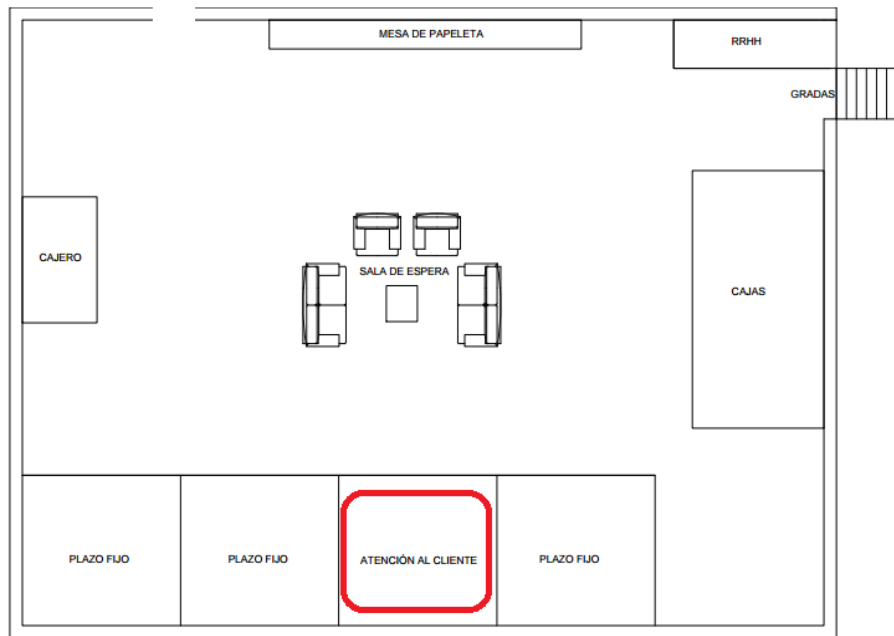 MESA DE PAPELETA
RRHH
GRADAS
CAJERO
SALA DE ESPERA
CAJAS
PLAZO FIJO
PLAZO FIJO
ATENCIÓN AL CLIENTE
PLAZO FIJO